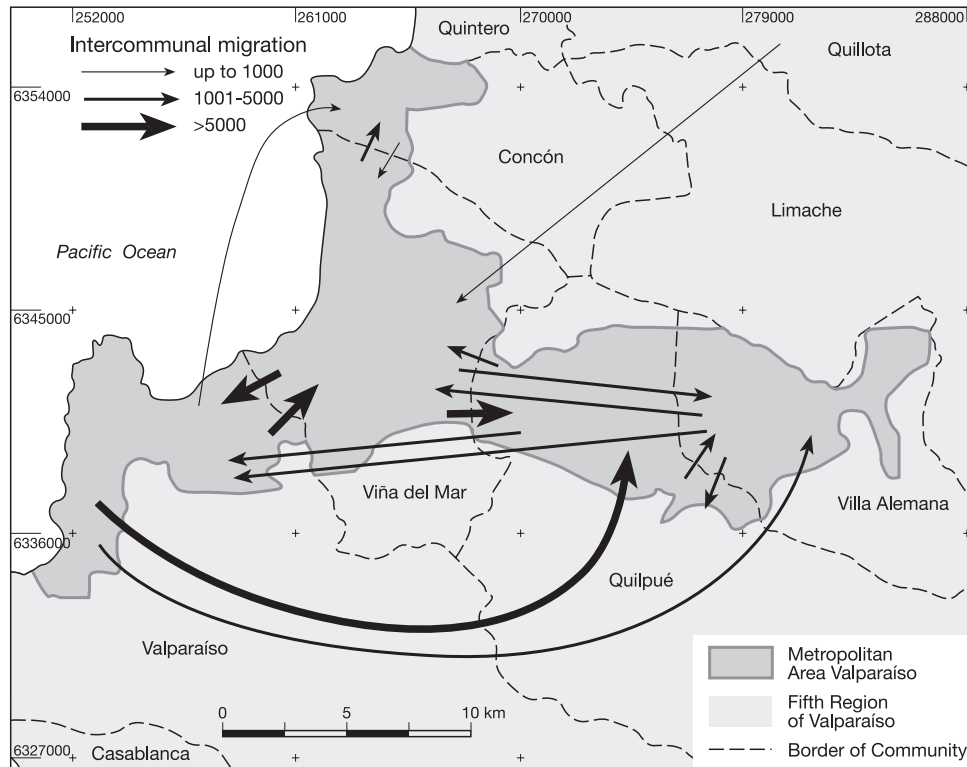 252000
261000
270000
279000
288000
Intercommunal migration
up to 1000
1001-5000
>5000
Quintero
Quillota
6354000
Concón
Limache
Pacific Ocean
6345000
Viña del Mar
Villa Alemana
6336000
Quilpué
Valparaíso
0 5 10 km
6327000
Casablanca
Metropolitan
Area Valparaíso
Fifth Region
of Valparaíso
Border of Community